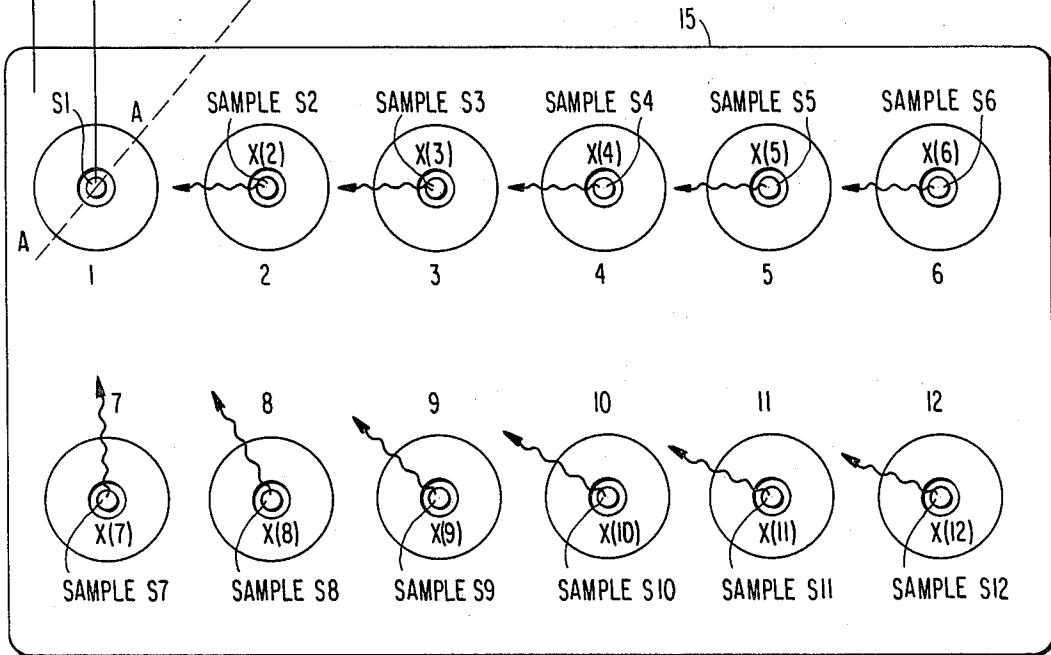 15
S1 A SAMPLE S2 SAMPLE S3 SAMPLE S4 SAMPLE S5 SAMPLE S6
X(2) X(3) X(4) X(5) X(6)
A
1 2 3 4 5 6
7 8 9 10 11 12
X(7) X(8) X(9) X(10) X(11) X(12)
SAMPLE S7 SAMPLE S8 SAMPLE S9 SAMPLE S10 SAMPLE S11 SAMPLE S12